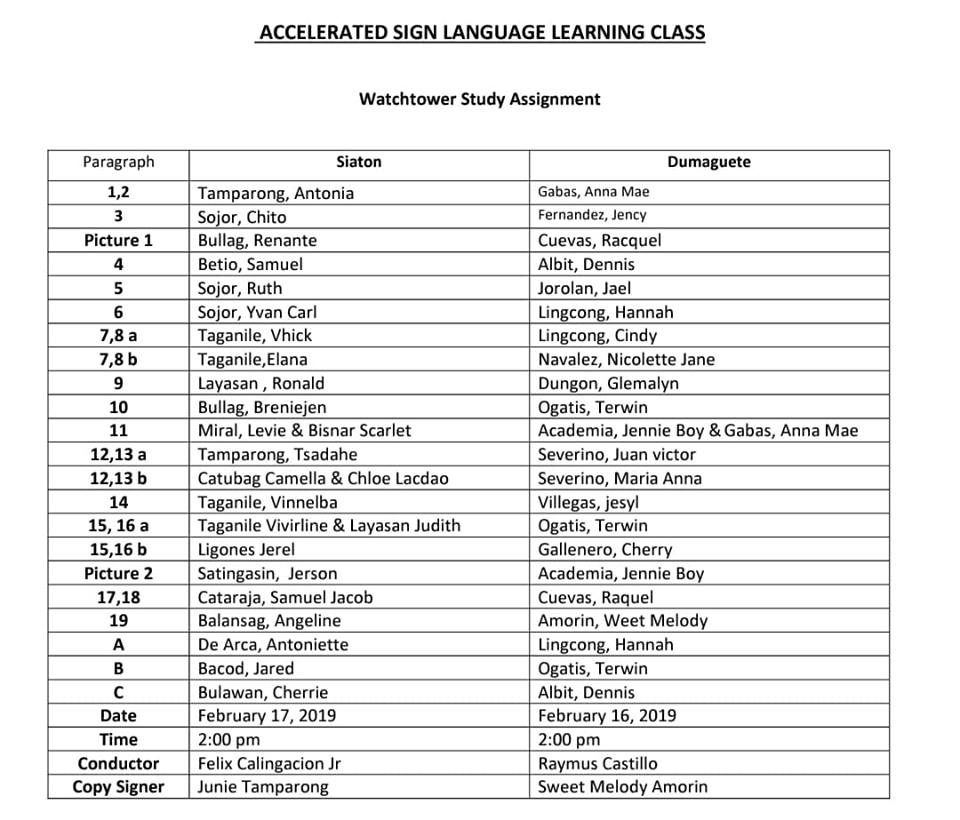 ACCELERATED SIGN LANGUAGE LEARNING CLASS
Watchtower Study Assignment
Paragraph Siaton Dumaguete
1,2 Tamparong, Antonia Gabas, Anna Mae
3 Sojor, Chito Fernandez, Jency
Picture 1 Bullag, Renante Cuevas, Racquel
4 Betio, Samuel Albit, Dennis
5 Sojor, Ruth Jorolan, Jael
6 Sojor, Yvan Carl Lingcong, Hannah
7,8 a Taganile, Vhick Lingcong, Cindy
7,8 b Taganile,Elana Navalez, Nicolette Jane
9 Layasan , Ronald Dungon, Glemalyn
10 Bullag, Breniejen Ogatis, Terwin
11 Miral, Levie & Bisnar Scarlet Academia, Jennie Boy & Gabas, Anna Mae
12,13 a Tamparong, Tsadahe Severino, Juan victor
12,13 b Catubag Camella & Chloe Lacdao Severino, Maria Anna
14 Taganile, Vinnelba Villegas, jesyl
15, 16 a Taganile Vivirline & Layasan Judith Ogatis, Terwin
15,16 b Ligones Jerel Gallenero, Cherry
Picture 2 Satingasin, Jerson Academia, Jennie Boy
17,18 Cataraja, Samuel Jacob Cuevas, Raquel
19 Balansag, Angeline Amorin, Weet Melody
A De Arca, Antoniette Lingcong, Hannah
B Bacod, Jared Ogatis, Terwin
C Bulawan, Cherrie Albit, Dennis
Date February 17, 2019 February 16, 2019
Time 2:00 pm 2:00 pm
Conductor Felix Calingacion Jr Raymus Castillo
Copy Signer Junie Tamparong Sweet Melody Amorin